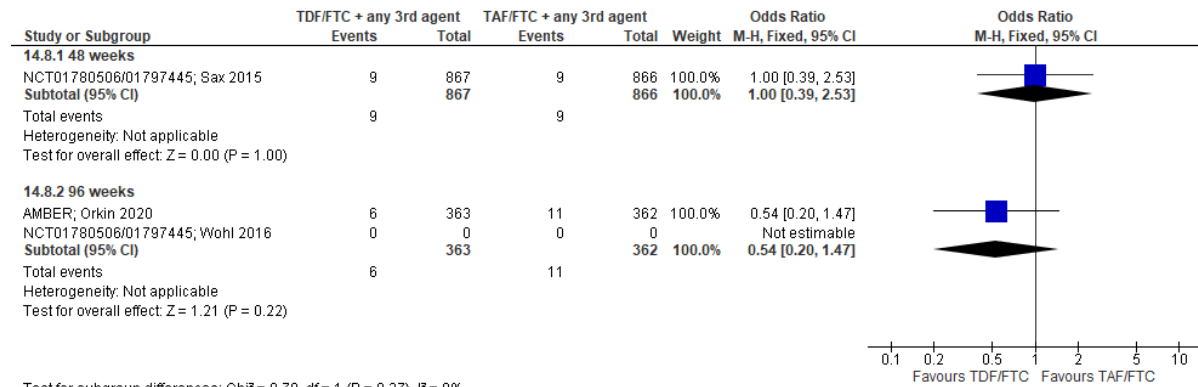 TDF/FTC + any 3rd agent TAF/FTC + any 3rd agent Odds Ratio Odds Ratio
Study or Subgroup Events Total Events Total Weight M-H, Fixed, 95% CI M-H, Fixed, 95% CI
14.8.1 48 weeks
NCT01780506/01797445; Sax 2015 9 867 9 866 100.0% 1.00 [0.39, 2.53]
Subtotal (95% CI) 867 866 100.0% 1.00 [0.39, 2.53]
Total events 9 9
Heterogeneity: Not applicable
Test for overall effect: Z = 0.00 (P = 1.00)
14.8.2 96 weeks
AMBER; Orkin 2020 6 363 11 362 100.0% 0.54 [0.20, 1.47]
NCT01780506/01797445; Wohl 2016 0 0 0 0 Not estimable
Subtotal (95% CI) 363 362 100.0% 0.54 [0.20, 1.47]
Total events 6 11
Heterogeneity: Not applicable
Test for overall effect: Z = 1.21 (P = 0.22)
0.1 0.2 0.5 1 2 5 10
Favours TDF/FTC Favours TAF/FTC